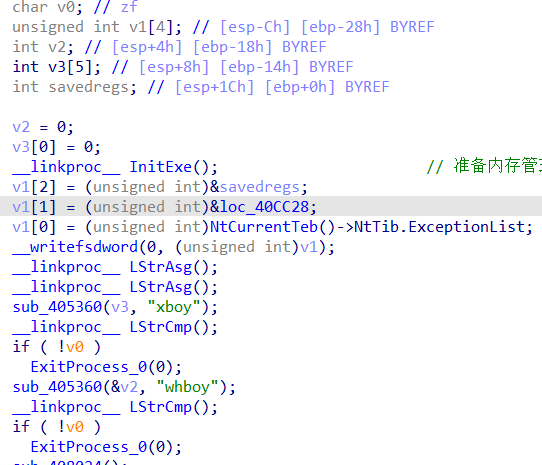 char v0; // zf
unsigned int v1[4]; // [esp-Ch] [ebp-28h] BYREF
int v2; // [esp+4h] [ebp-18h] BYREF
int v3[5]; // [esp+8h] [ebp-14h] BYREF
int savedregs; // [esp+1Ch] [ebp+0h] BYREF
v2 = 0;
v3[0] = 0;
__linkproc__ InitExe(); // 准备内存管
v1[2] = (unsigned int)&savedregs;
v1[1] = (unsigned int)&loc_40CC28;
v1[0] = (unsigned int)NtCurrentTeb()->NtTib.ExceptionList;
__writefsdword(0, (unsigned int)v1);
__linkproc__ LStrAsg();
__linkproc__ LStrAsg();
sub_405360(v3, "xboy");
__linkproc__ LStrCmp();
if ( !v0 )
ExitProcess_0(0);
sub_405360(&v2, "whboy");
__linkproc__ LStrCmp();
if ( !v0 )
ExitProcess_0(0);